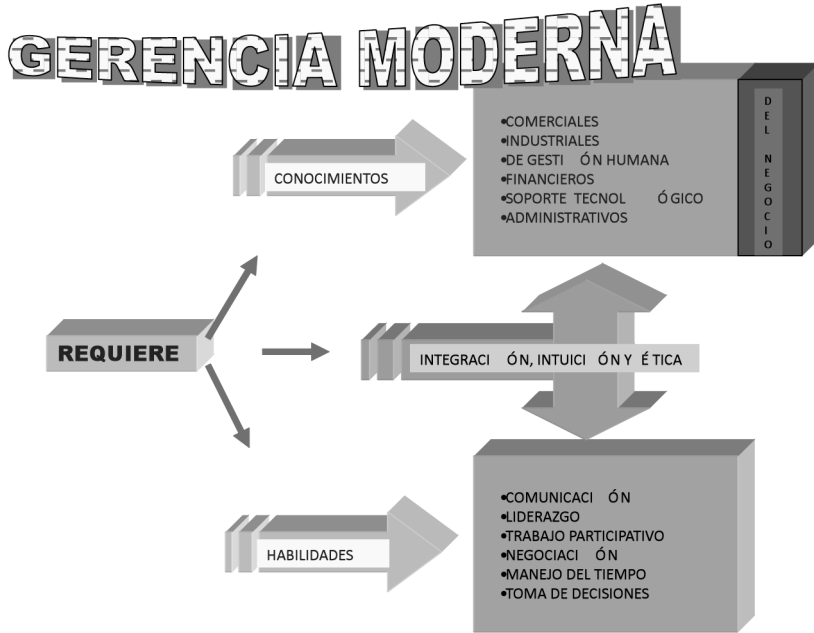 GERENCIA MODERNA
•COMERCIALES
•INDUSTRIALES
•DE GESTI ÓN HUMANA
•FINANCIEROS
•SOPORTE TECNOL ÓGICO
•ADMINISTRATIVOS
DEL NEGOCIO
CONOCIMIENTOS
REQUIERE
INTEGRACI ÓN, INTUICI ÓN Y É TICA
HABILIDADES
•COMUNICACI ÓN
•LIDERAZGO
•TRABAJO PARTICIPATIVO
•NEGOCIACI ÓN
•MANEJO DEL TIEMPO
•TOMA DE DECISIONES